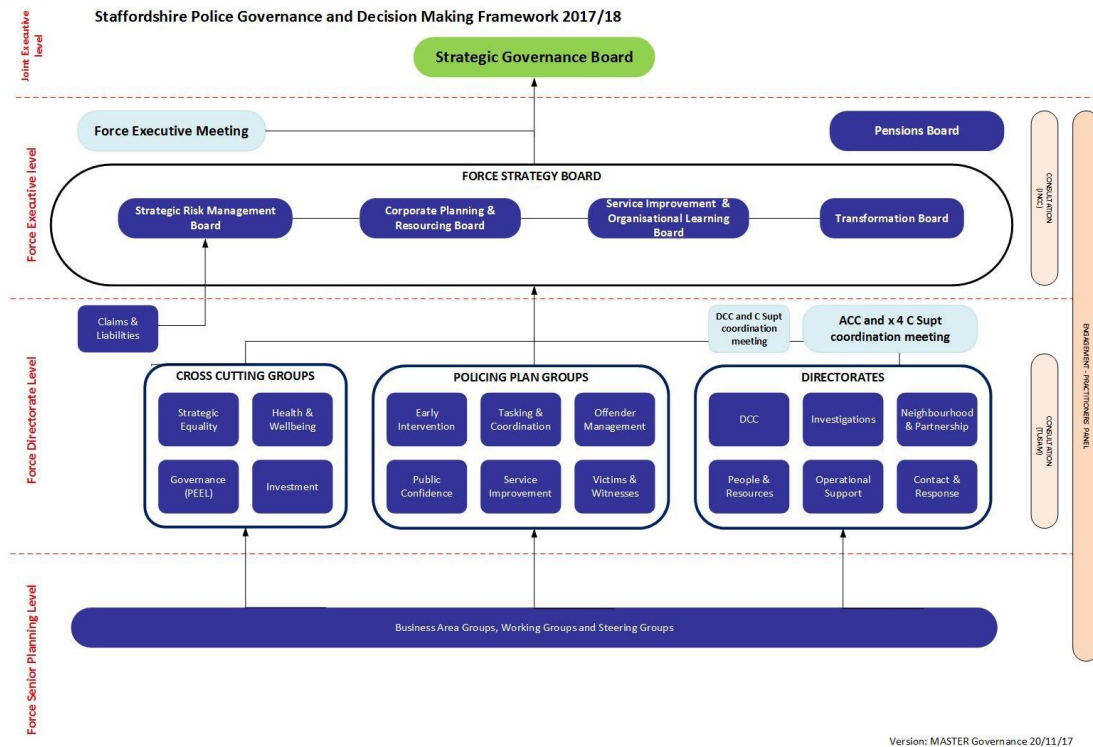 Staffordshire Police Governance and Decision Making Framework 2017/18
Joint Executive
level
Strategic Governance Board
Force Executive level
Force Executive Meeting
Pensions Board
FORCE STRATEGY BOARD
Strategic Risk Management
Board
Corporate Planning &
Resourcing Board
Service Improvement &
Organisational Learning
Board
Transformation Board
CONSULTATION
(JNCC)
ENGAGEMENT - PRACTITIONERS PANEL
Force Directorate Level
Claims &
Liabilities
DCC and C Supt
coordination
meeting
ACC and x 4 C Supt
coordination meeting
CROSS CUTTING GROUPS
Strategic
Equality
Health &
Wellbeing
Governance
(PEEL)
Investment
POLICING PLAN GROUPS
Early
Intervention
Tasking &
Coordination
Offender
Management
Public
Confidence
Service
Improvement
Victims &
Witnesses
DIRECTORATES
DCC
Investigations
Neighbourhood
& Partnership
People &
Resources
Operational
Support
Contact &
Response
CONSULTATION
Force Senior Planning Level
Business Area Groups, Working Groups and Steering Groups
Version: MASTER Governance 20/11/17